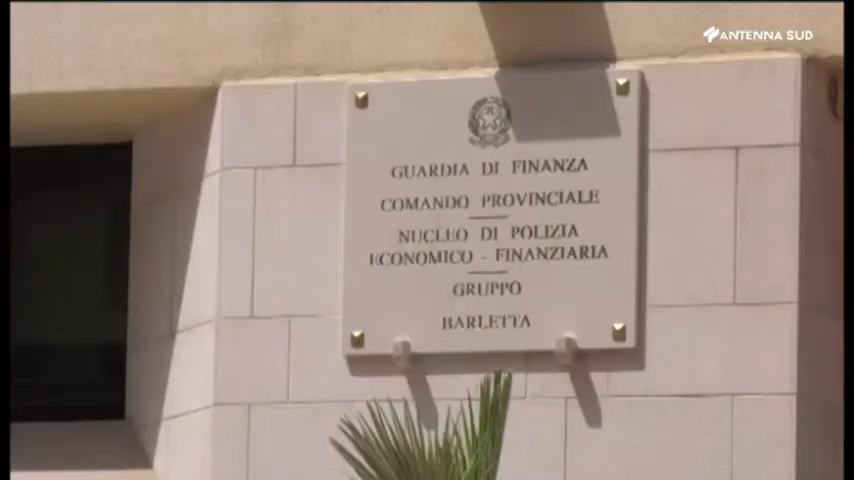 ANTENNA SUD
GUARDIA DI FINANZA
COMANDO PROVINCIALE
NUCLEO DI POLIZIA
ECONOMICO - FINANZIARIA
GRUPPO
BARLETTA